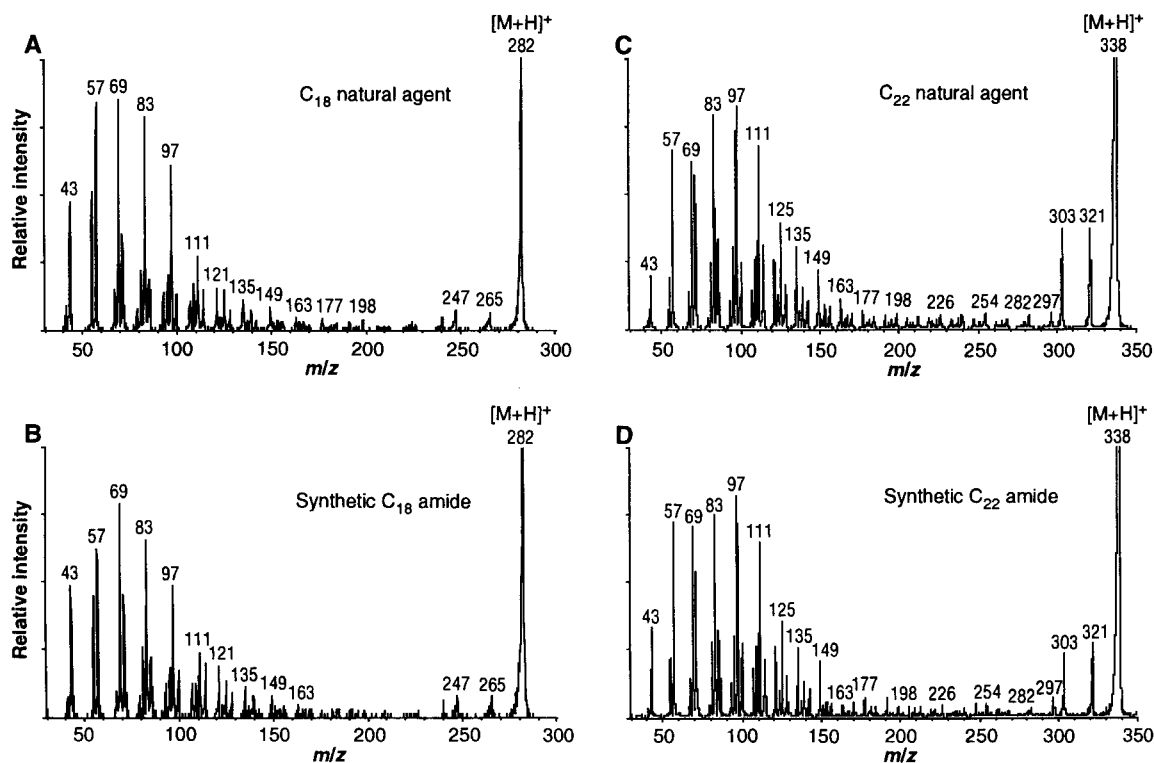 A
[M+H]+
282
C18 natural agent
57 69
83
97
43
111
121
135
149
163 177 198
247 265
Relative intensity
50 100 150 200 250 300
m/z
C
[M+H]+
338
C22 natural agent
97
83
57
69
111
125
135
149
43
163
177 198 226 254 282 297
303 321
50 100 150 200 250 300 350
m/z
B
[M+H]+
282
Synthetic C18 amide
69
57
83
43
97
111
121
135 149
163
247 265
Relative intensity
50 100 150 200 250 300
m/z
D
[M+H]+
338
Synthetic C22 amide
97
57 69 83
111
43
125
135
149
163 177
198 226 254 282 297
303 321
50 100 150 200 250 300 350
m/z